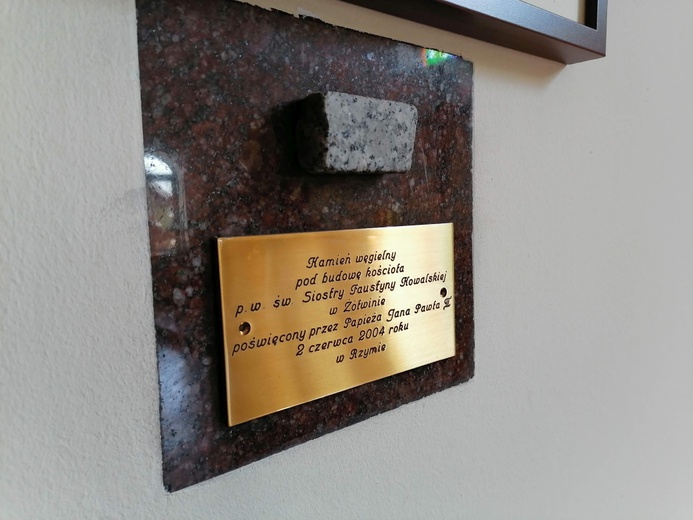 Kamień węgielny
pod budowę kościoła
p.w. św. Siostry Faustyny Kowalskiej
w Żółwinie
poświęcony przez Papieża Jana Pawła II
2 czerwca 2004 roku
w Rzymie